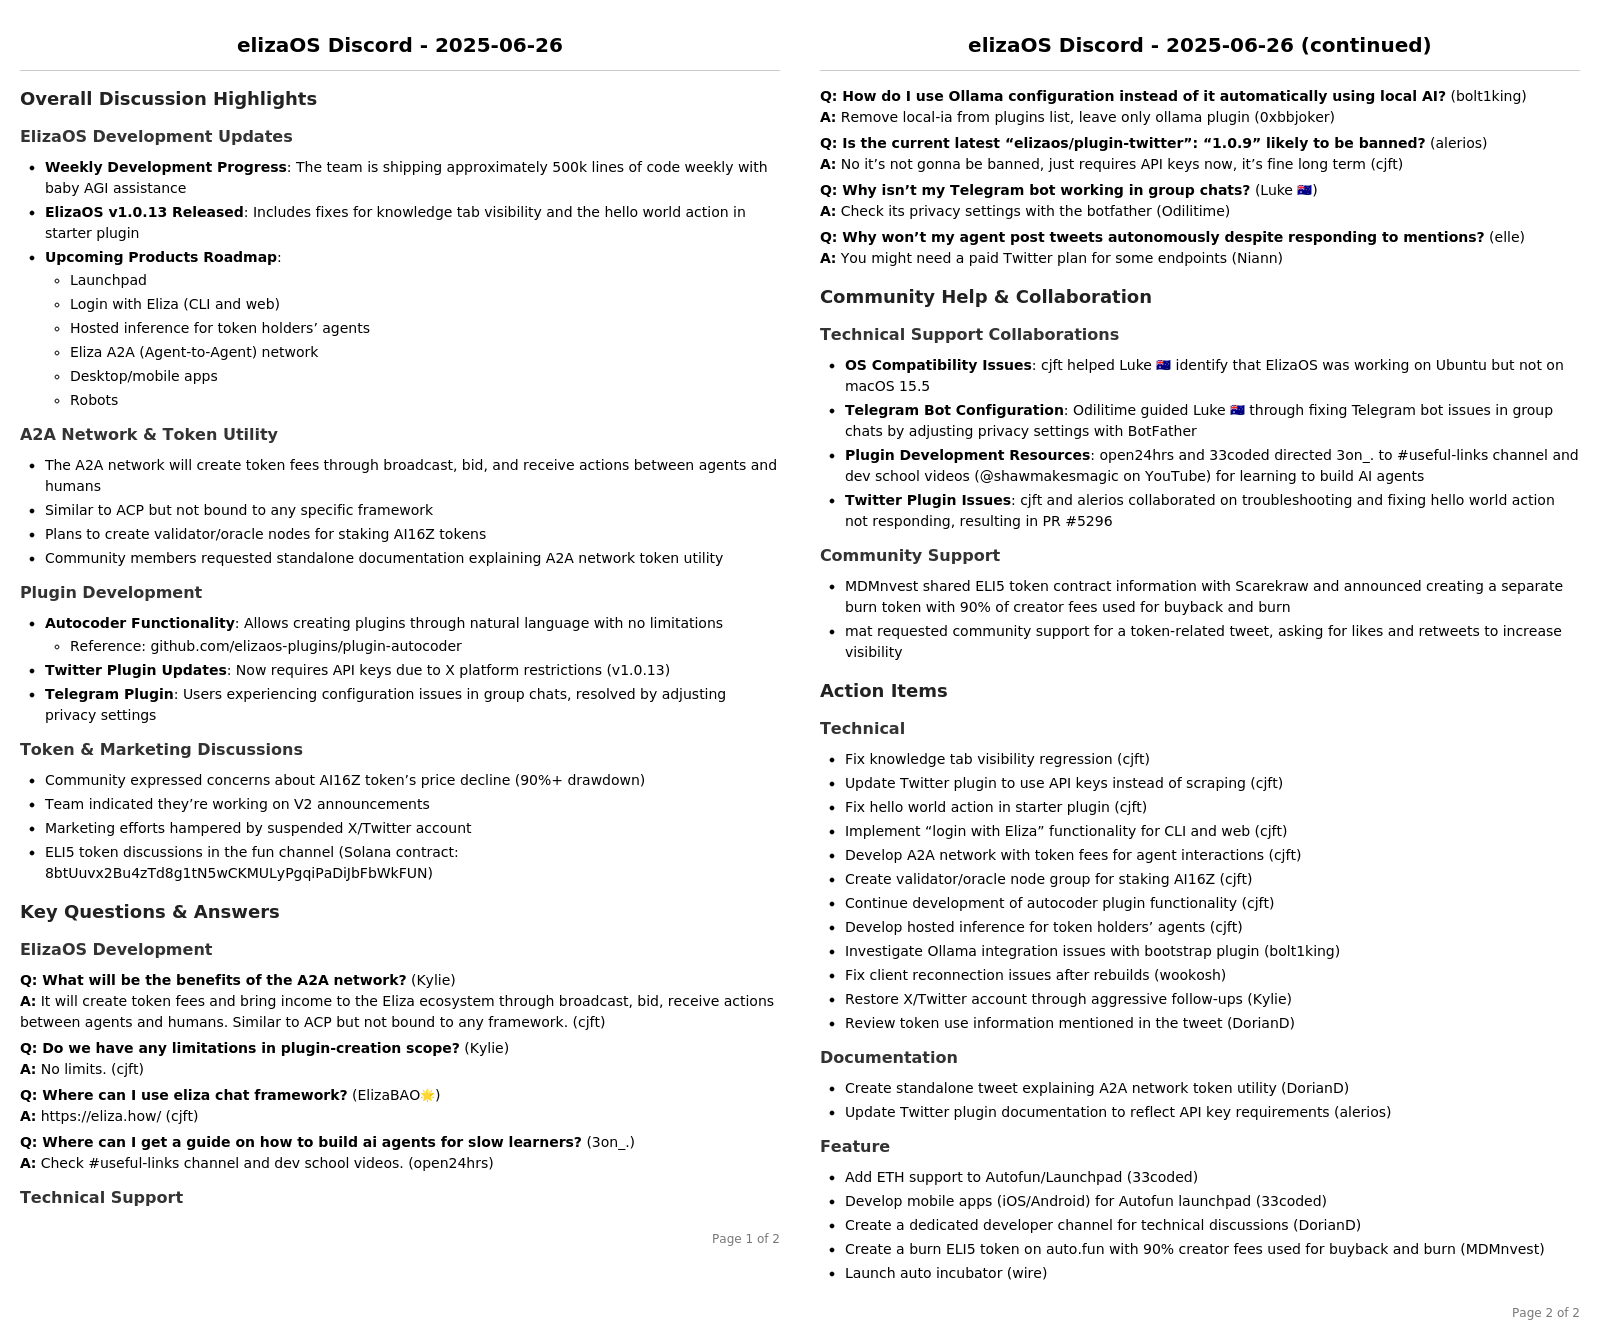 elizaOS Discord - 2025-06-26
Overall Discussion Highlights
ElizaOS Development Updates
• Weekly Development Progress: The team is shipping approximately 500k lines of code weekly with
baby AGI assistance
• ElizaOS v1.0.13 Released: Includes fixes for knowledge tab visibility and the hello world action in
starter plugin
• Upcoming Products Roadmap:
◦ Launchpad
◦ Login with Eliza (CLI and web)
◦ Hosted inference for token holders’ agents
◦ Eliza A2A (Agent-to-Agent) network
◦ Desktop/mobile apps
◦ Robots
A2A Network & Token Utility
• The A2A network will create token fees through broadcast, bid, and receive actions between agents and
humans
• Similar to ACP but not bound to any specific framework
• Plans to create validator/oracle nodes for staking AI16Z tokens
• Community members requested standalone documentation explaining A2A network token utility
Plugin Development
• Autocoder Functionality: Allows creating plugins through natural language with no limitations
◦ Reference: github.com/elizaos-plugins/plugin-autocoder
• Twitter Plugin Updates: Now requires API keys due to X platform restrictions (v1.0.13)
• Telegram Plugin: Users experiencing configuration issues in group chats, resolved by adjusting
privacy settings
Token & Marketing Discussions
• Community expressed concerns about AI16Z token’s price decline (90%+ drawdown)
• Team indicated they’re working on V2 announcements
• Marketing efforts hampered by suspended X/Twitter account
• ELI5 token discussions in the fun channel (Solana contract:
8btUuvx2Bu4zTd8g1tN5wCKMULyPgqiPaDiJbFbWkFUN)
Key Questions & Answers
ElizaOS Development
Q: What will be the benefits of the A2A network? (Kylie)
A: It will create token fees and bring income to the Eliza ecosystem through broadcast, bid, receive actions
between agents and humans. Similar to ACP but not bound to any framework. (cjft)
Q: Do we have any limitations in plugin-creation scope? (Kylie)
A: No limits. (cjft)
Q: Where can I use eliza chat framework? (ElizaBAO🌟)
A: https://eliza.how/ (cjft)
Q: Where can I get a guide on how to build ai agents for slow learners? (3on_.)
A: Check #useful-links channel and dev school videos. (open24hrs)
Technical Support
Page 1 of 2
elizaOS Discord - 2025-06-26 (continued)
Q: How do I use Ollama configuration instead of it automatically using local AI? (bolt1king)
A: Remove local-ia from plugins list, leave only ollama plugin (0xbbjoker)
Q: Is the current latest “elizaos/plugin-twitter”: “1.0.9” likely to be banned? (alerios)
A: No it’s not gonna be banned, just requires API keys now, it’s fine long term (cjft)
Q: Why isn’t my Telegram bot working in group chats? (Luke 🇦🇺)
A: Check its privacy settings with the botfather (Odilitime)
Q: Why won’t my agent post tweets autonomously despite responding to mentions? (elle)
A: You might need a paid Twitter plan for some endpoints (Niann)
Community Help & Collaboration
Technical Support Collaborations
• OS Compatibility Issues: cjft helped Luke 🇦🇺 identify that ElizaOS was working on Ubuntu but not on
macOS 15.5
• Telegram Bot Configuration: Odilitime guided Luke 🇦🇺 through fixing Telegram bot issues in group
chats by adjusting privacy settings with BotFather
• Plugin Development Resources: open24hrs and 33coded directed 3on_. to #useful-links channel and
dev school videos (@shawmakesmagic on YouTube) for learning to build AI agents
• Twitter Plugin Issues: cjft and alerios collaborated on troubleshooting and fixing hello world action
not responding, resulting in PR #5296
Community Support
• MDMnvest shared ELI5 token contract information with Scarekraw and announced creating a separate
burn token with 90% of creator fees used for buyback and burn
• mat requested community support for a token-related tweet, asking for likes and retweets to increase
visibility
Action Items
Technical
• Fix knowledge tab visibility regression (cjft)
• Update Twitter plugin to use API keys instead of scraping (cjft)
• Fix hello world action in starter plugin (cjft)
• Implement “login with Eliza” functionality for CLI and web (cjft)
• Develop A2A network with token fees for agent interactions (cjft)
• Create validator/oracle node group for staking AI16Z (cjft)
• Continue development of autocoder plugin functionality (cjft)
• Develop hosted inference for token holders’ agents (cjft)
• Investigate Ollama integration issues with bootstrap plugin (bolt1king)
• Fix client reconnection issues after rebuilds (wookosh)
• Restore X/Twitter account through aggressive follow-ups (Kylie)
• Review token use information mentioned in the tweet (DorianD)
Documentation
• Create standalone tweet explaining A2A network token utility (DorianD)
• Update Twitter plugin documentation to reflect API key requirements (alerios)
Feature
• Add ETH support to Autofun/Launchpad (33coded)
• Develop mobile apps (iOS/Android) for Autofun launchpad (33coded)
• Create a dedicated developer channel for technical discussions (DorianD)
• Create a burn ELI5 token on auto.fun with 90% creator fees used for buyback and burn (MDMnvest)
• Launch auto incubator (wire)
Page 2 of 2